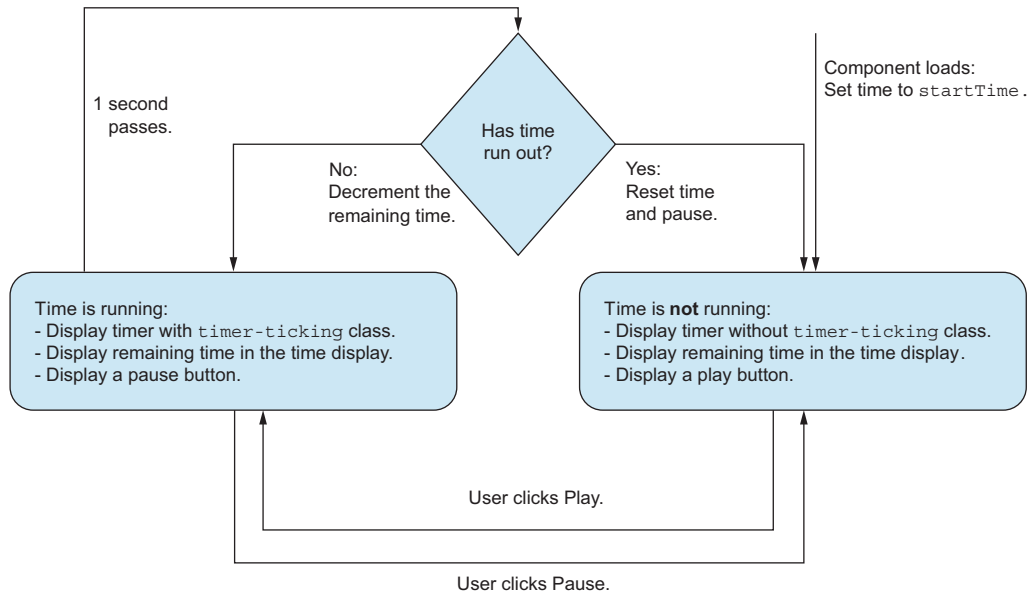 Component loads:
Set time to startTime.
1 second
passes.
Has time
run out?
No:
Decrement the
remaining time.
Yes:
Reset time
and pause.
Time is running:
- Display timer with timer-ticking class.
- Display remaining time in the time display.
- Display a pause button.
Time is not running:
- Display timer without timer-ticking class.
- Display remaining time in the time display.
- Display a play button.
User clicks Play.
User clicks Pause.